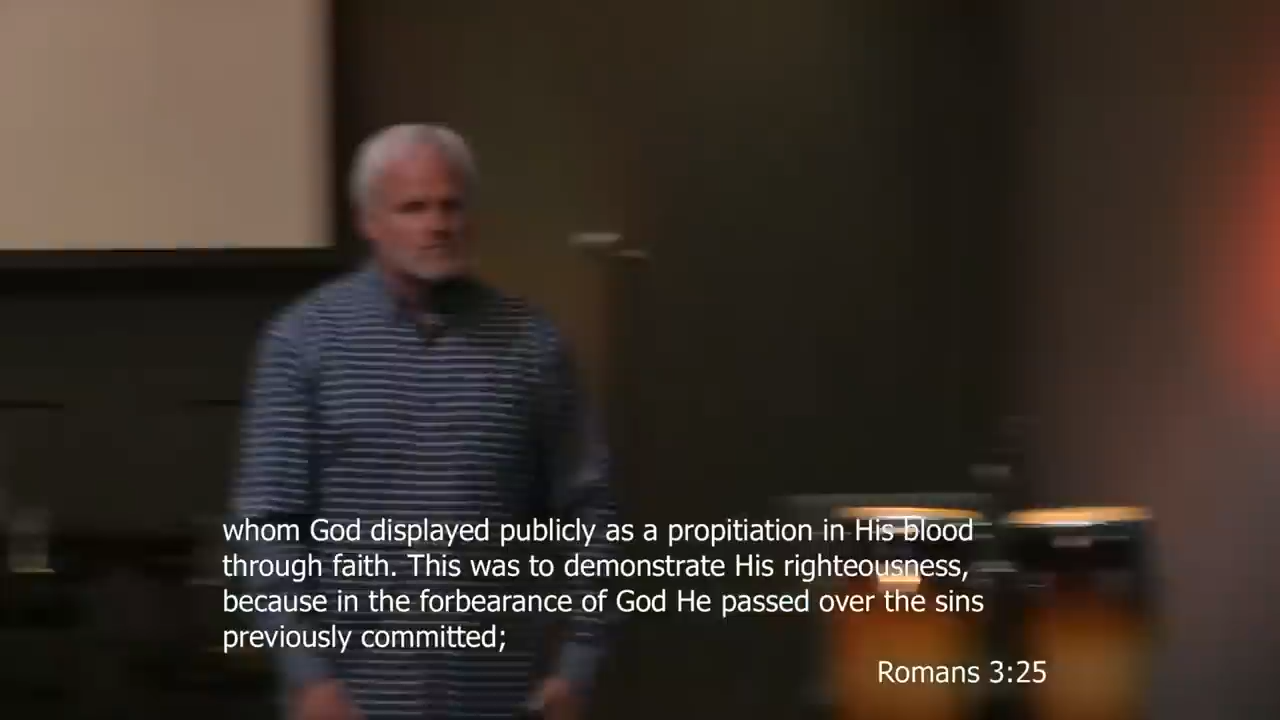 whom God displayed publicly as a propitiation in His blood
through faith. This was to demonstrate His righteousness,
because in the forbearance of God He passed over the sins
previously committed;
Romans 3:25